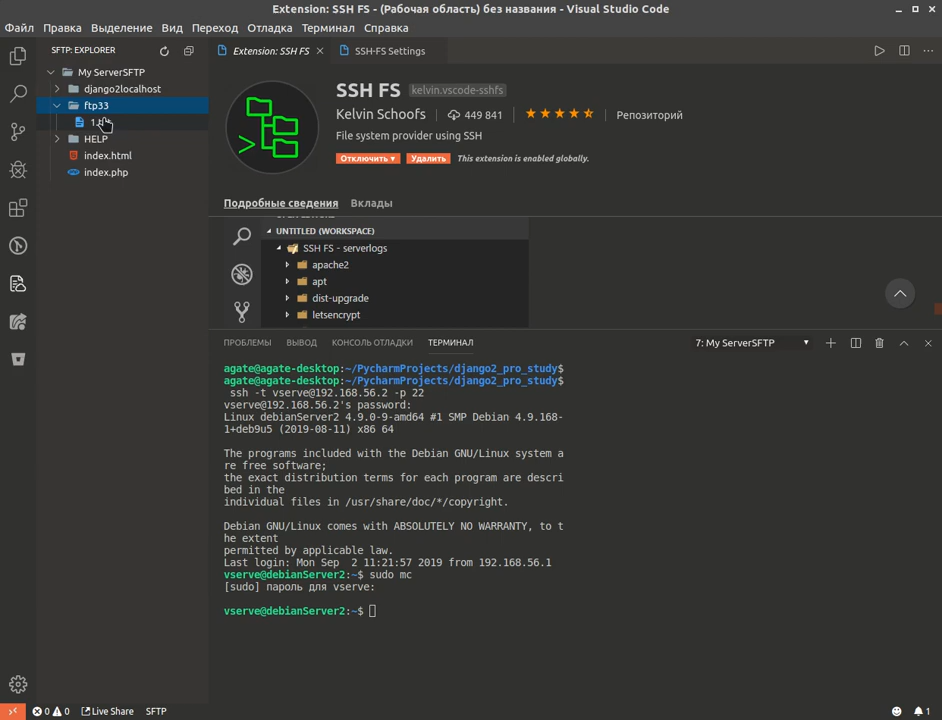 Extension: SSH FS - (Рабочая область) без названия - Visual Studio Code
Файл Правка Выделение Вид Переход Отладка Терминал Справка
SFTP: EXPLORER
My ServerSFTP
django2localhost
ftp33
HELP
index.html
index.php
Extension: SSH FS
SSH-FS Settings
SSH FS kelvin.vscode-sshfs
Kelvin Schoofs 449 841 Репозиторий
File system provider using SSH
Отключить Удалить This extension is enabled globally.
Подробные сведения Вклады
UNTITLED (WORKSPACE)
SSH FS - serverlogs
apache2
apt
dist-upgrade
letsencrypt
ПРОБЛЕМЫ ВЫВОД КОНСОЛЬ ОТЛАДКИ ТЕРМИНАЛ 7: My ServerSFTP
agate@agate-desktop:~/PycharmProjects/django2_pro_study$
agate@agate-desktop:~/PycharmProjects/django2_pro_study$
ssh -t vserve@192.168.56.2 -p 22
vserve@192.168.56.2's password:
Linux debianServer2 4.9.0-9-amd64 #1 SMP Debian 4.9.168-
1+deb9u5 (2019-08-11) x86_64
The programs included with the Debian GNU/Linux system a
re free software;
the exact distribution terms for each program are descri
bed in the
individual files in /usr/share/doc/*/copyright.
Debian GNU/Linux comes with ABSOLUTELY NO WARRANTY, to t
he extent
permitted by applicable law.
Last login: Mon Sep  2 11:21:57 2019 from 192.168.56.1
vserve@debianServer2:~$ sudo mc
[sudo] пароль для vserve:
vserve@debianServer2:~$
0 0 Live Share SFTP 1